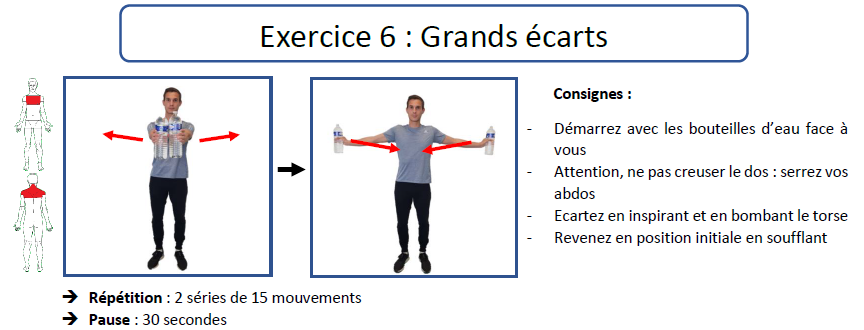 Exercice 6 : Grands écarts
Consignes :
- Démarrez avec les bouteilles d'eau face à
vous
- Attention, ne pas creuser le dos : serrez vos
abdos
- Ecartez en inspirant et en bombant le torse
- Revenez en position initiale en soufflant
➔ Répétition : 2 séries de 15 mouvements
➔ Pause : 30 secondes